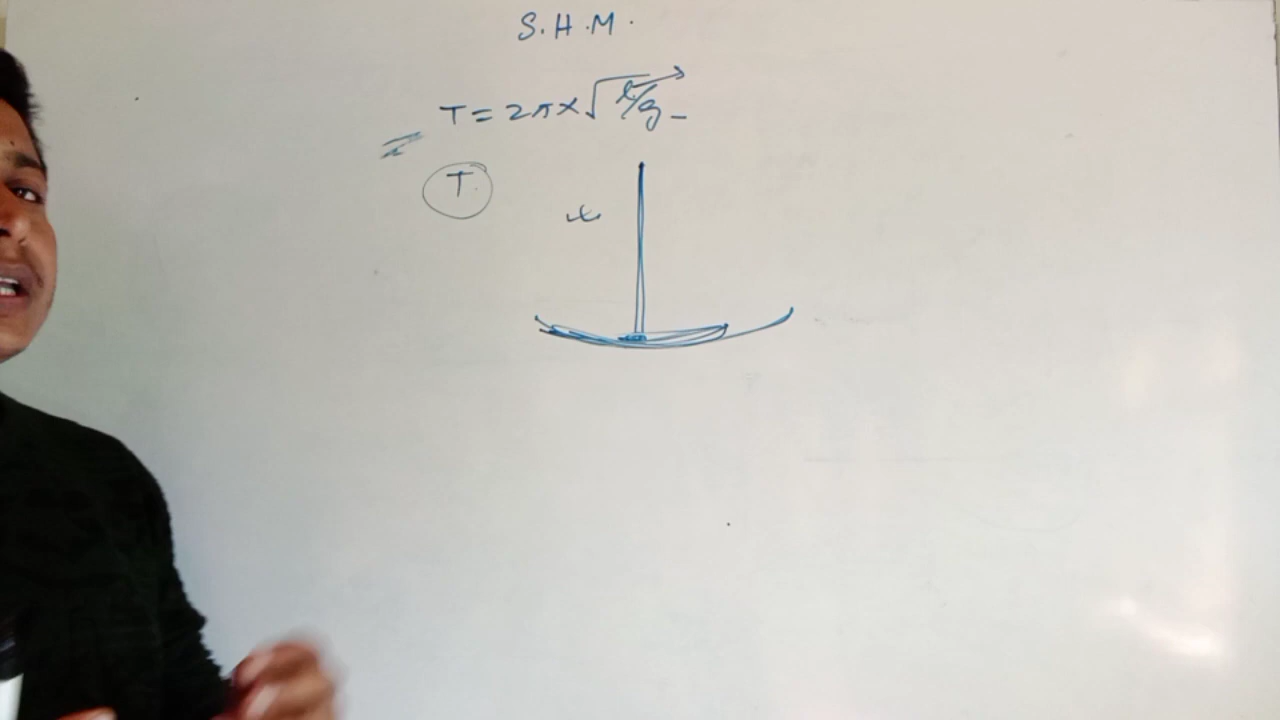 S.H.M.
T = 2π × √l/g
T.